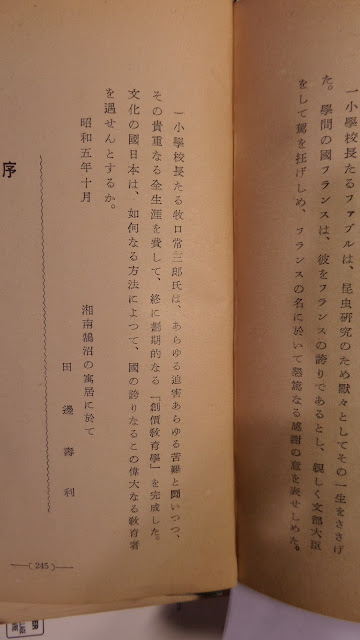 一小學校長たるファブルは、昆虫研究のため默々としてその一生をささげ
た。學問の國フランスは、彼をフランスの誇りであるとし、親しく文部大臣
をして駕を抂げしめ、フランスの名に於いて懇篤なる感謝の意を表せしめた。
一小學校長たる牧口常三郎氏は、あらゆる迫害あらゆる苦難と鬪いつつ、
その貴重なる全生涯を費して、終に劃期的なる「創價敎育學」を完成した。
文化の國日本は、如何なる方法によつて、國の誇りなるこの偉大なる敎育者
を遇せんとするか。
昭和五年十月
湘南鵠沼の寓居に於て
田邊壽利
序
(245)